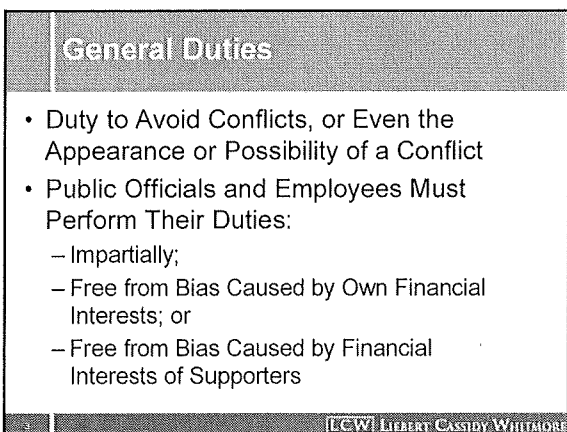 General Duties
• Duty to Avoid Conflicts, or Even the
Appearance or Possibility of a Conflict
• Public Officials and Employees Must
Perform Their Duties:
– Impartially;
– Free from Bias Caused by Own Financial
Interests; or
– Free from Bias Caused by Financial
Interests of Supporters
3
LCW LIEBERT CASSIDY WHITMORE